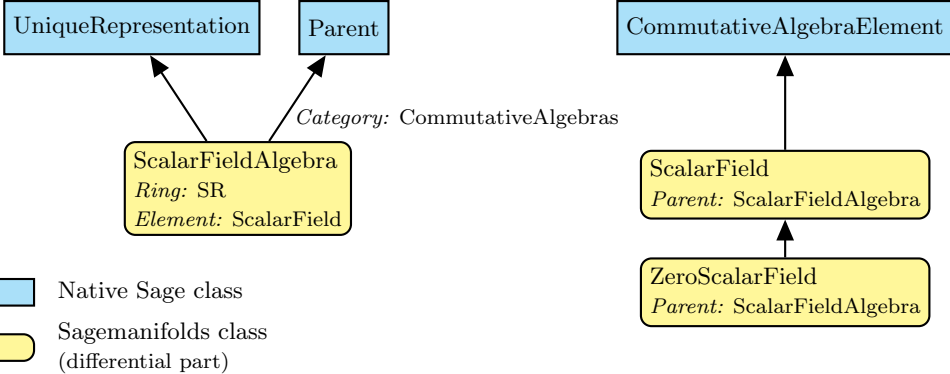 UniqueRepresentation
Parent
CommutativeAlgebraElement
Category: CommutativeAlgebras
ScalarFieldAlgebra
Ring: SR
Element: ScalarField
ScalarField
Parent: ScalarFieldAlgebra
ZeroScalarField
Parent: ScalarFieldAlgebra
Native Sage class
Sagemanifolds class
(differential part)